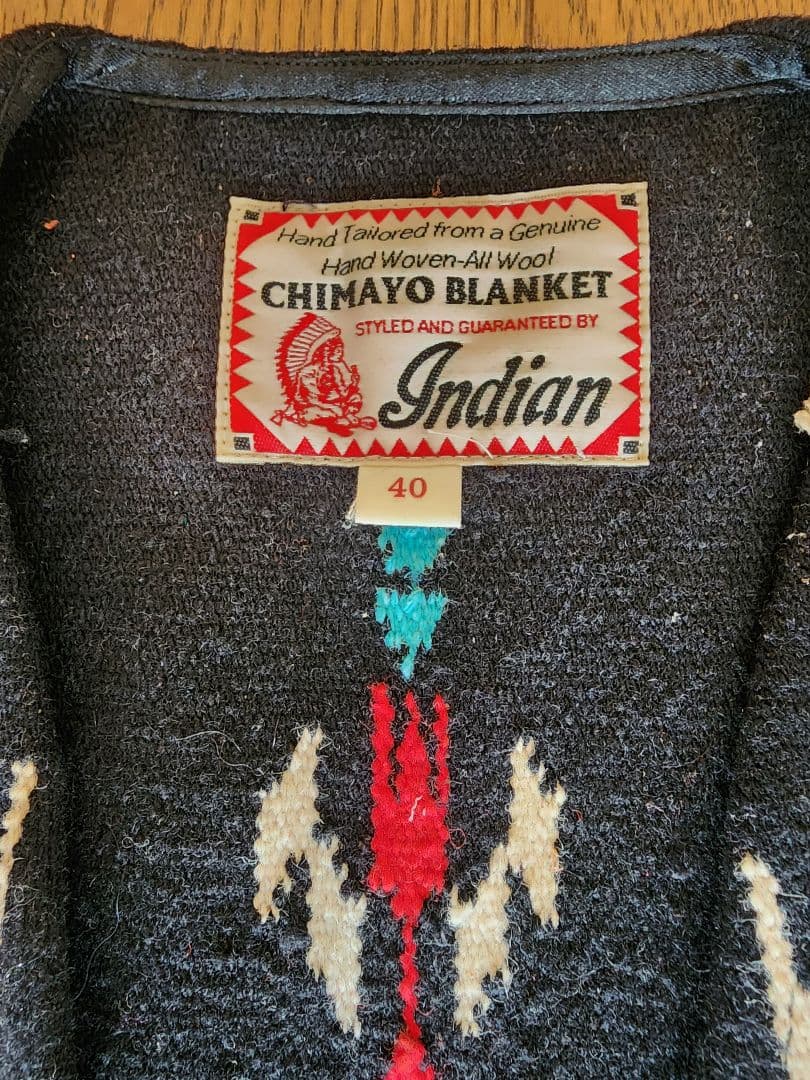 Hand Tailored from a Genuine
Hand Woven-All Wool
CHIMAYO BLANKET
STYLED AND GUARANTEED BY
Indian
40